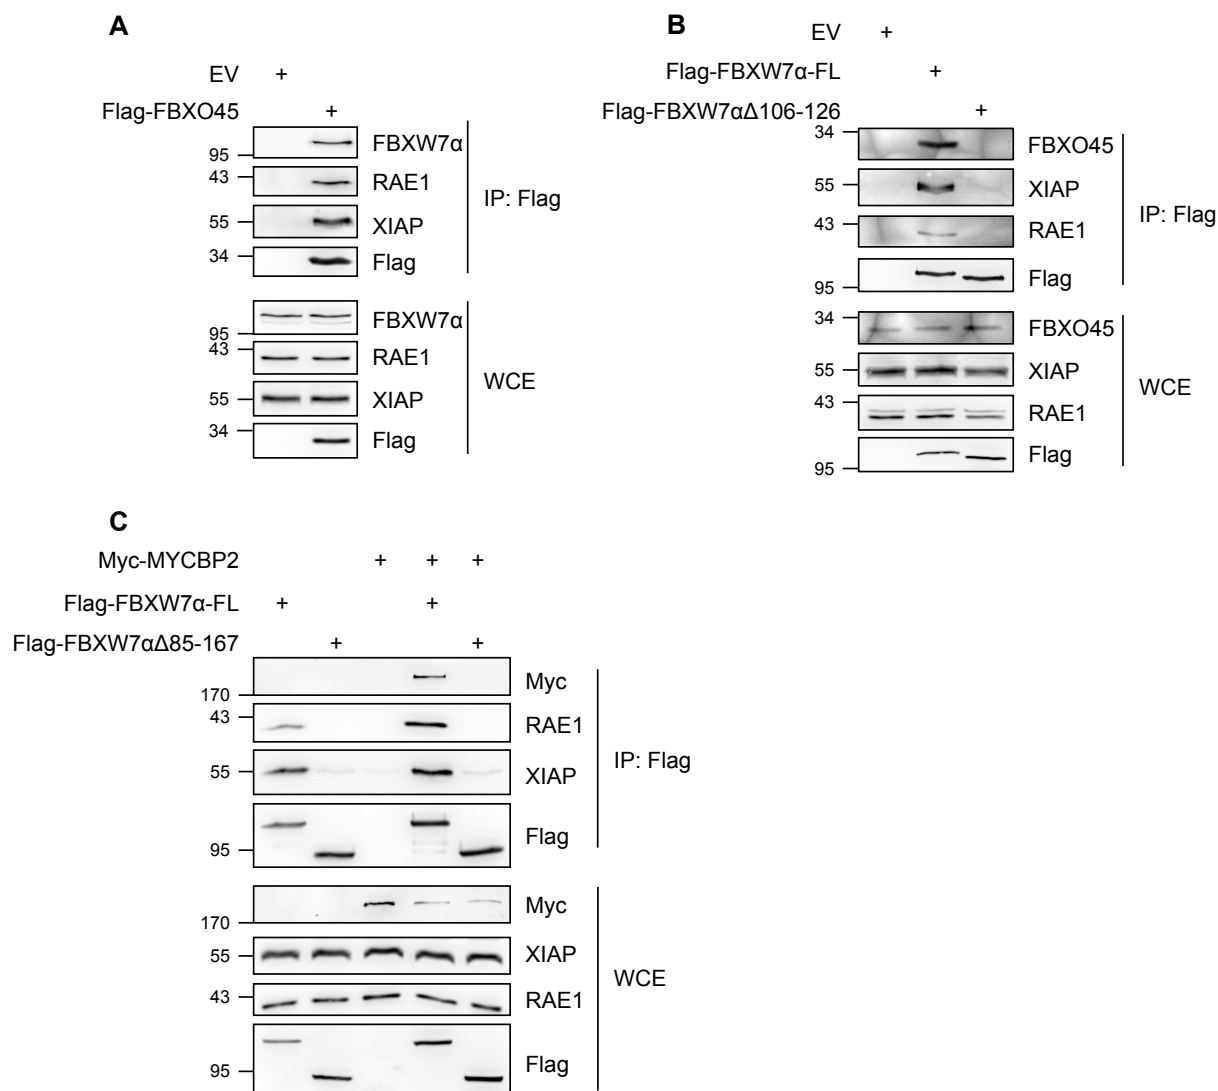 A
EV +
Flag-FBXO45 +
95 FBXW7α
43 RAE1
55 XIAP
34 Flag
IP: Flag
95 FBXW7α
43 RAE1
55 XIAP
34 Flag
WCE
B
EV +
Flag-FBXW7α-FL +
Flag-FBXW7αΔ106-126 +
34 FBXO45
55 XIAP
43 RAE1
95 Flag
IP: Flag
34 FBXO45
55 XIAP
43 RAE1
95 Flag
WCE
C
Myc-MYCBP2 + + +
Flag-FBXW7α-FL + +
Flag-FBXW7αΔ85-167 + +
170 Myc
43 RAE1
55 XIAP
95 Flag
IP: Flag
170 Myc
55 XIAP
43 RAE1
95 Flag
WCE